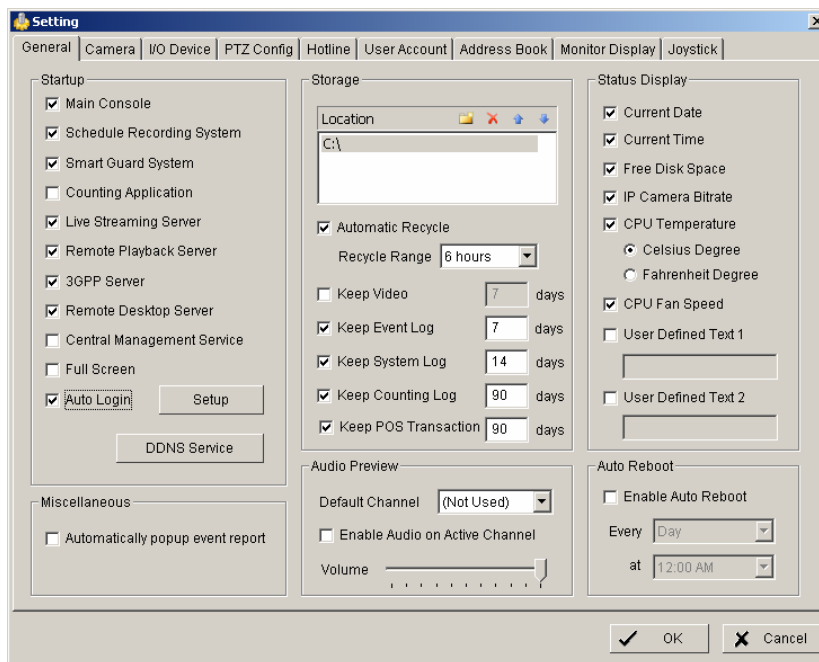 Setting
General Camera I/O Device PTZ Config Hotline User Account Address Book Monitor Display Joystick
Startup
Main Console
Schedule Recording System
Smart Guard System
Counting Application
Live Streaming Server
Remote Playback Server
3GPP Server
Remote Desktop Server
Central Management Service
Full Screen
Auto Login Setup
DDNS Service
Miscellaneous
Automatically popup event report
Storage
Location
C:\
Automatic Recycle
Recycle Range 6 hours
Keep Video 7 days
Keep Event Log 7 days
Keep System Log 14 days
Keep Counting Log 90 days
Keep POS Transaction 90 days
Audio Preview
Default Channel (Not Used)
Enable Audio on Active Channel
Volume
Status Display
Current Date
Current Time
Free Disk Space
IP Camera Bitrate
CPU Temperature
Celsius Degree
Fahrenheit Degree
CPU Fan Speed
User Defined Text 1
User Defined Text 2
Auto Reboot
Enable Auto Reboot
Every Day
at 12:00 AM
OK Cancel